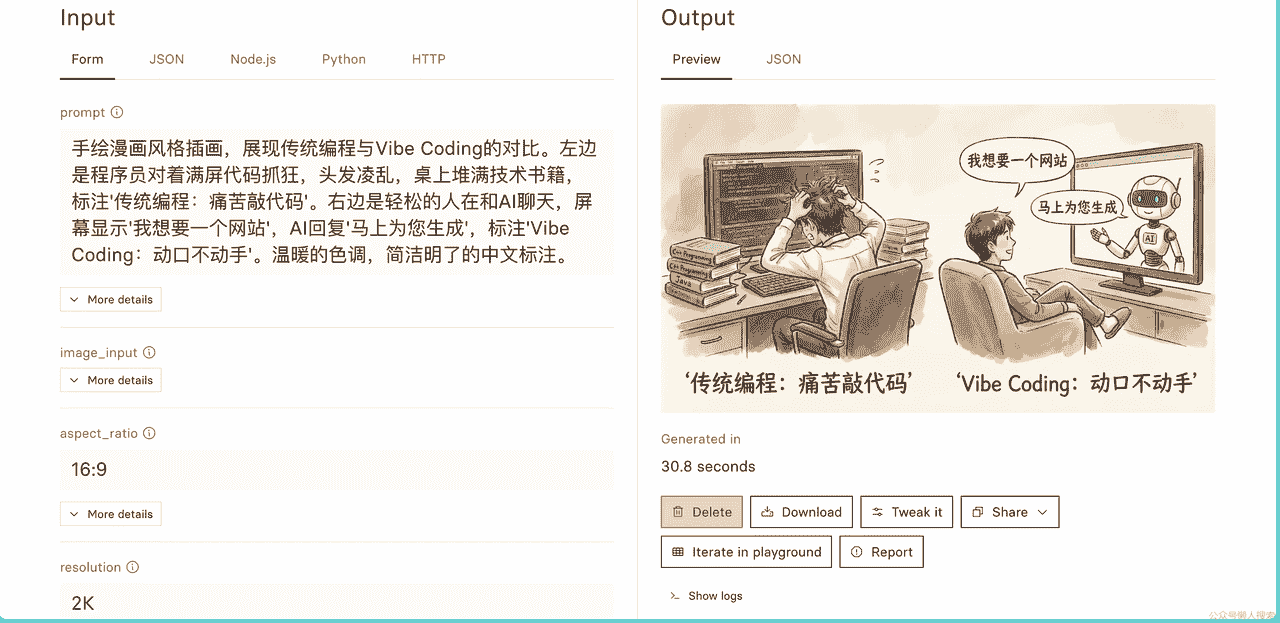 Input
Form
JSON
Node.js
Python
HTTP
prompt
手绘漫画风格插画，展现传统编程与Vibe Coding的对比。左边
是程序员对着满屏代码抓狂，头发凌乱，桌上堆满技术书籍，
标注'传统编程：痛苦敲代码'。右边是轻松的人在和AI聊天，屏
幕显示'我想要一个网站'，AI回复'马上为您生成'，标注'Vibe
Coding：动口不动手'。温暖的色调，简洁明了的中文标注。
More details
image_input
More details
aspect_ratio
16:9
More details
resolution
2K
Output
Preview
JSON
我想要一个网站
马上为您生成
AI
C++ Programming
C++ Programming
Java
‘传统编程：痛苦敲代码’
‘Vibe Coding：动口不动手’
Generated in
30.8 seconds
Delete
Download
Tweak it
Share
Iterate in playground
Report
Show logs
公众号懒人搜索